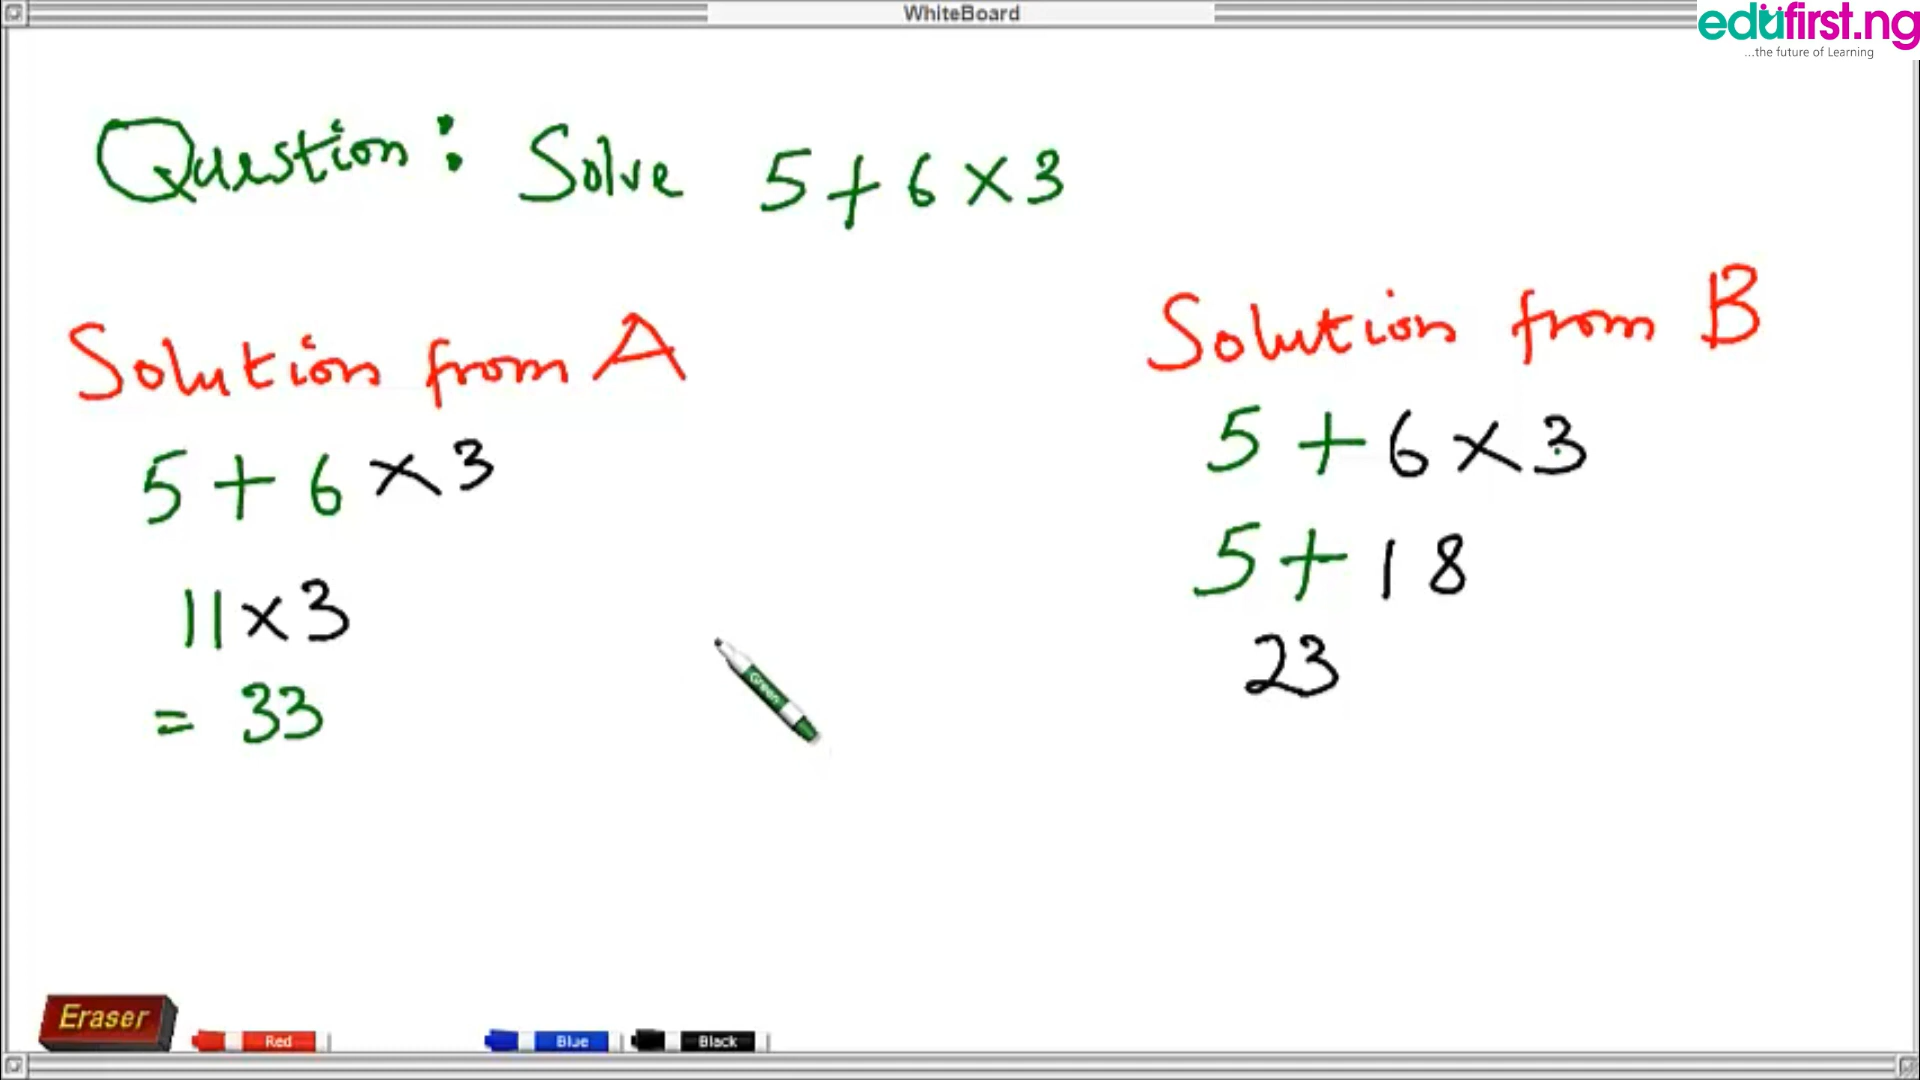 WhiteBoard
edufirst.ng
...the future of Learning
Question: Solve 5 + 6 × 3
Solution from A
5 + 6 × 3
11 × 3
= 33
Solution from B
5 + 6 × 3
5 + 18
23
Green
Eraser
Red
Blue
Black